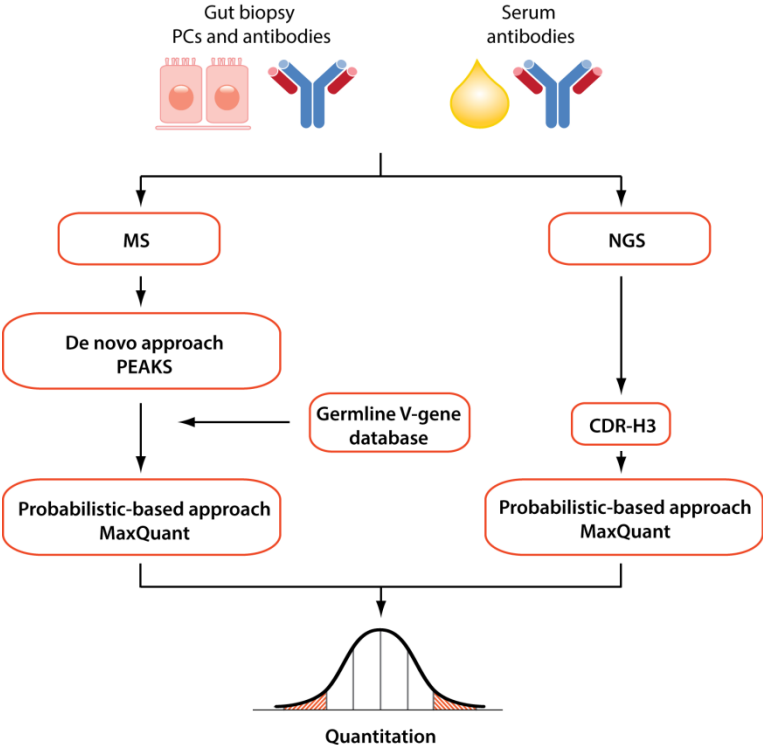 Gut biopsy
PCs and antibodies
Serum
antibodies
MS
NGS
De novo approach
PEAKS
Germline V-gene
database
CDR-H3
Probabilistic-based approach
MaxQuant
Probabilistic-based approach
MaxQuant
Quantitation